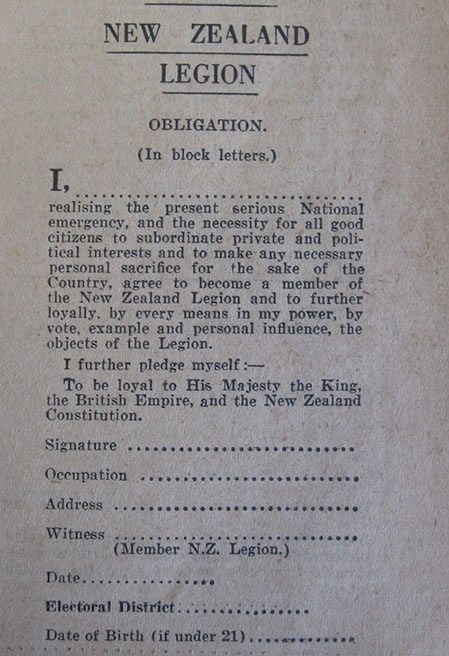 NEW ZEALAND
LEGION
OBLIGATION.
(In block letters.)
I, ........................................
realising the present serious National
emergency, and the necessity for all good
citizens to subordinate private and poli-
tical interests and to make any necessary
personal sacrifice for the sake of the
Country, agree to become a member of
the New Zealand Legion and to further
loyally, by every means in my power, by
vote, example and personal influence, the
objects of the Legion.
I further pledge myself:—
To be loyal to His Majesty the King,
the British Empire, and the New Zealand
Constitution.
Signature ..............................
Occupation .............................
Address ................................
Witness ................................
(Member N.Z. Legion.)
Date..................
Electoral District..................
Date of Birth (if under 21)..............